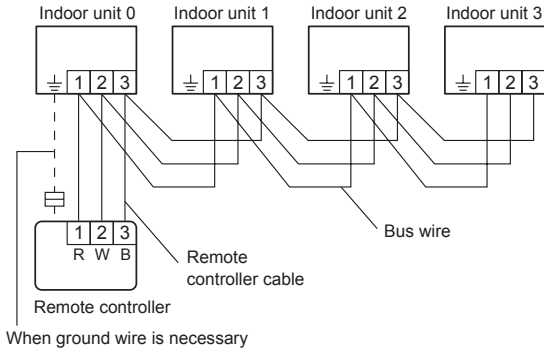 Indoor unit 0 Indoor unit 1 Indoor unit 2 Indoor unit 3
1 2 3 1 2 3 1 2 3 1 2 3
Bus wire
1 2 3
R W B
Remote
controller cable
Remote controller
When ground wire is necessary